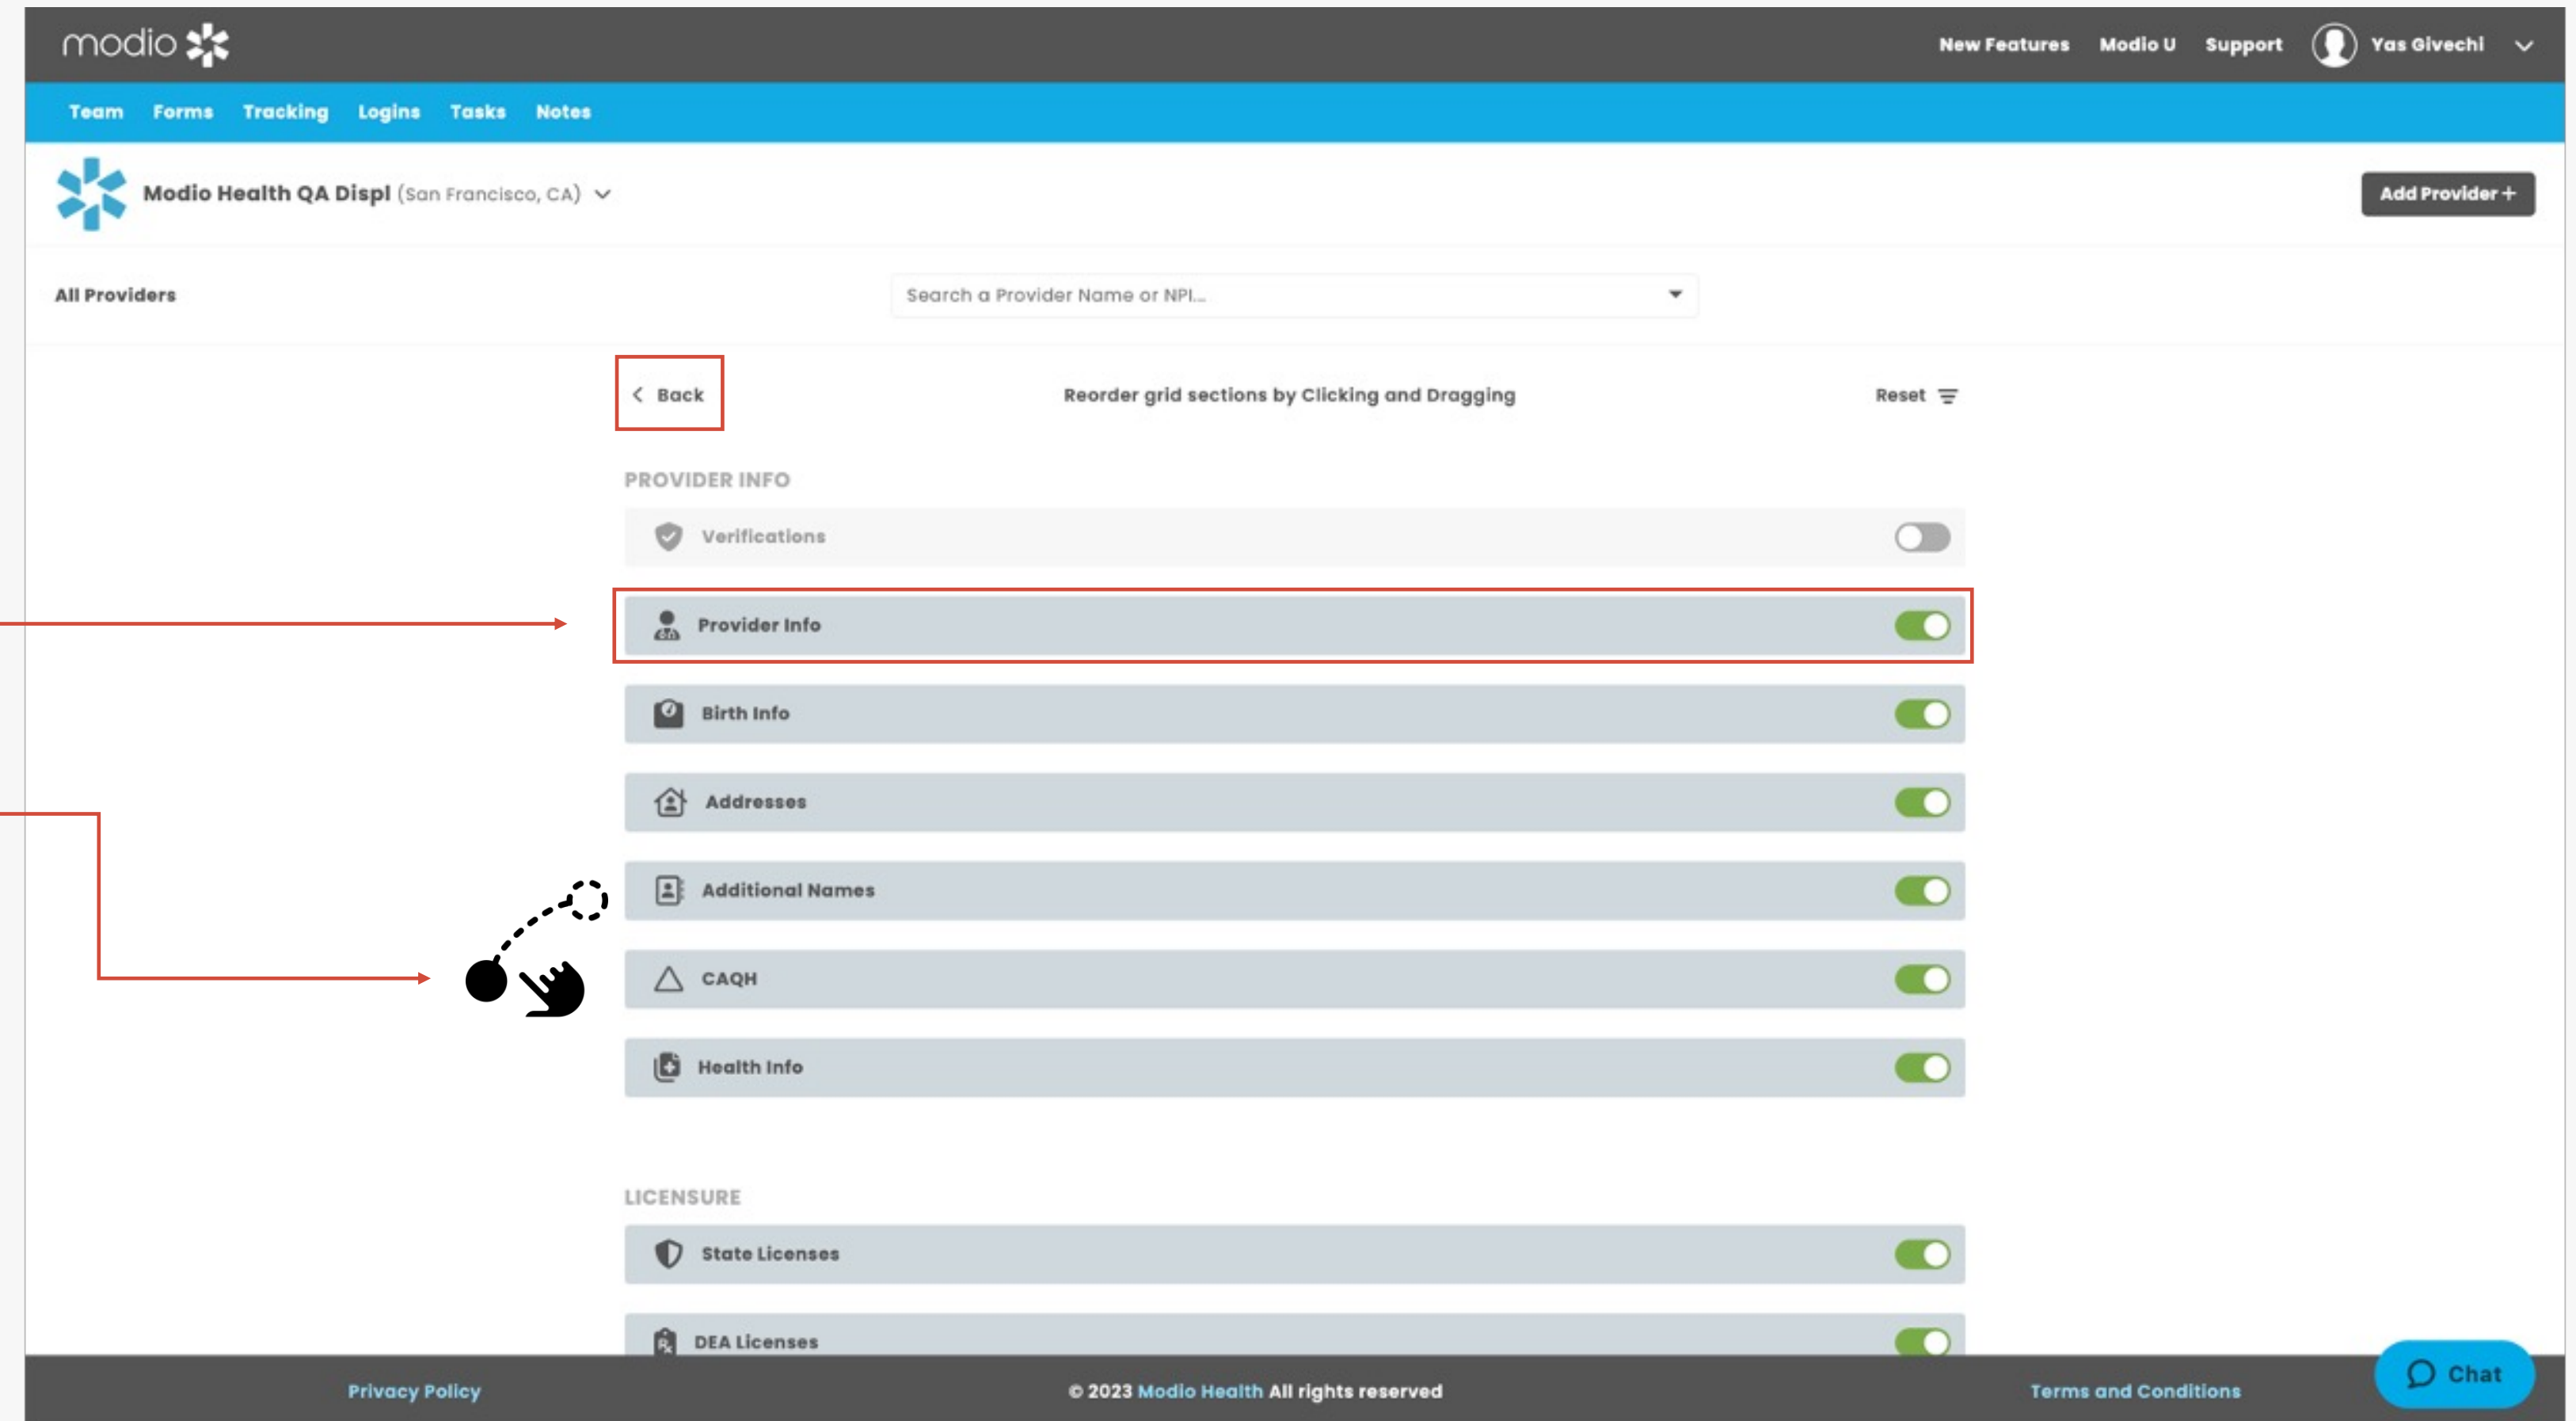 modio
New Features Modio U Support Yas Givechi
Team Forms Tracking Logins Tasks Notes
Modio Health QA Displ (San Francisco, CA)
Add Provider+
All Providers
Search a Provider Name or NPI...
< Back
Reorder grid sections by Clicking and Dragging
Reset
PROVIDER INFO
Verifications
Provider Info
Birth Info
Addresses
Additional Names
CAQH
Health Info
LICENSURE
State Licenses
DEA Licenses
Privacy Policy
© 2023 Modio Health All rights reserved
Terms and Conditions
Chat